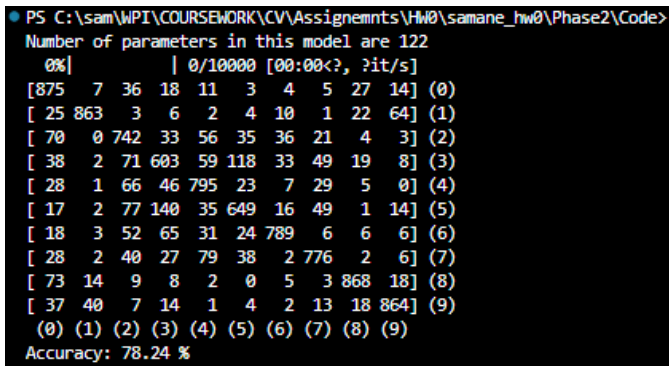 PS C:\sam\WPI\COURSEWORK\CV\Assignemnts\HW0\samane_hw0\Phase2\Code>
Number of parameters in this model are 122
0%| | 0/10000 [00:00<?, ?it/s]
[875 7 36 18 11 3 4 5 27 14] (0)
[ 25 863 3 6 2 4 10 1 22 64] (1)
[ 70 0 742 33 56 35 36 21 4 3] (2)
[ 38 2 71 603 59 118 33 49 19 8] (3)
[ 28 1 66 46 795 23 7 29 5 0] (4)
[ 17 2 77 140 35 649 16 49 1 14] (5)
[ 18 3 52 65 31 24 789 6 6 6] (6)
[ 28 2 40 27 79 38 2 776 2 6] (7)
[ 73 14 9 8 2 0 5 3 868 18] (8)
[ 37 40 7 14 1 4 2 13 18 864] (9)
(0) (1) (2) (3) (4) (5) (6) (7) (8) (9)
Accuracy: 78.24 %